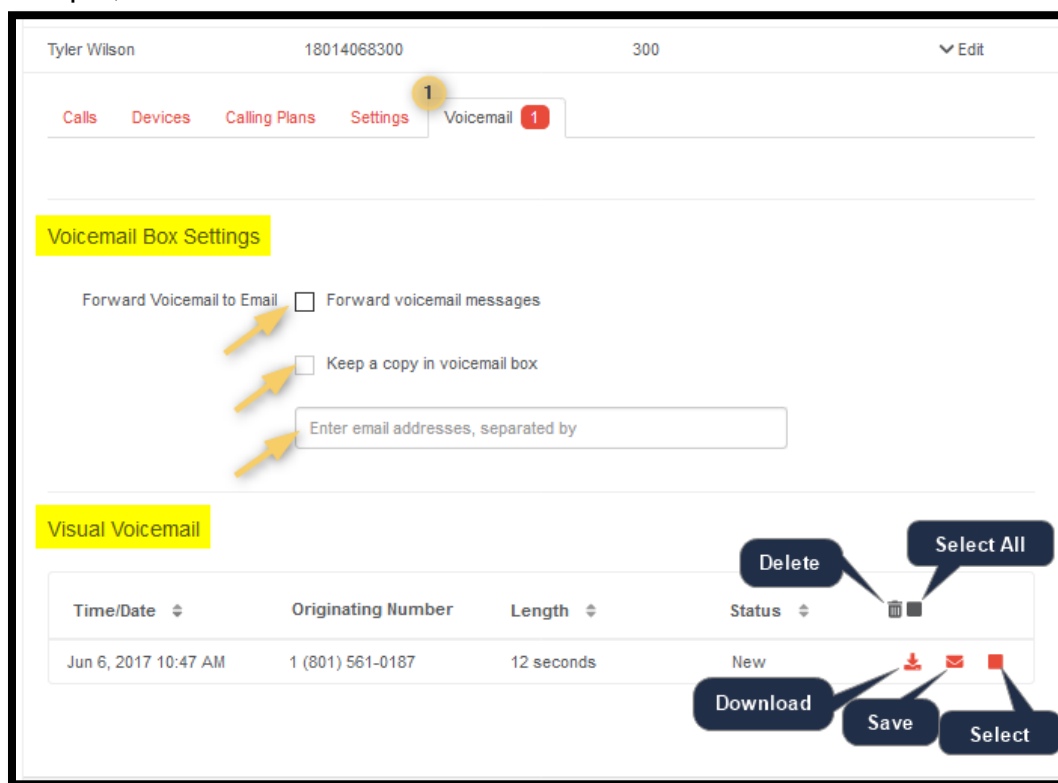 Tyler Wilson 18014068300 300 Edit
1
Calls Devices Calling Plans Settings Voicemail 1
Voicemail Box Settings
Forward Voicemail to Email Forward voicemail messages
Keep a copy in voicemail box
Enter email addresses, separated by
Visual Voicemail
Select All
Delete
Time/Date Originating Number Length Status
Jun 6, 2017 10:47 AM 1 (801) 561-0187 12 seconds New
Download
Save
Select